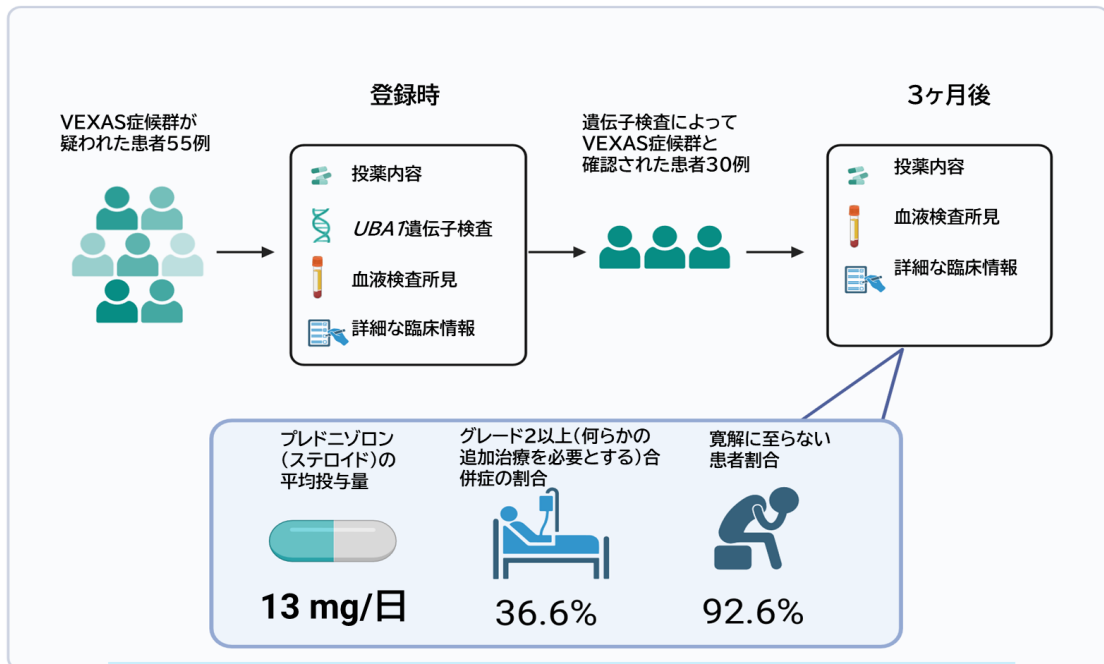 登録時
3ヶ月後
VEXAS症候群が
疑われた患者55例
投薬内容
UBA1遺伝子検査
血液検査所見
詳細な臨床情報
遺伝子検査によって
VEXAS症候群と
確認された患者30例
投薬内容
血液検査所見
詳細な臨床情報
プレドニゾロン
（ステロイド）の
平均投与量
13 mg/日
グレード2以上（何らかの
追加治療を必要とする）合
併症の割合
36.6%
寛解に至らない
患者割合
92.6%